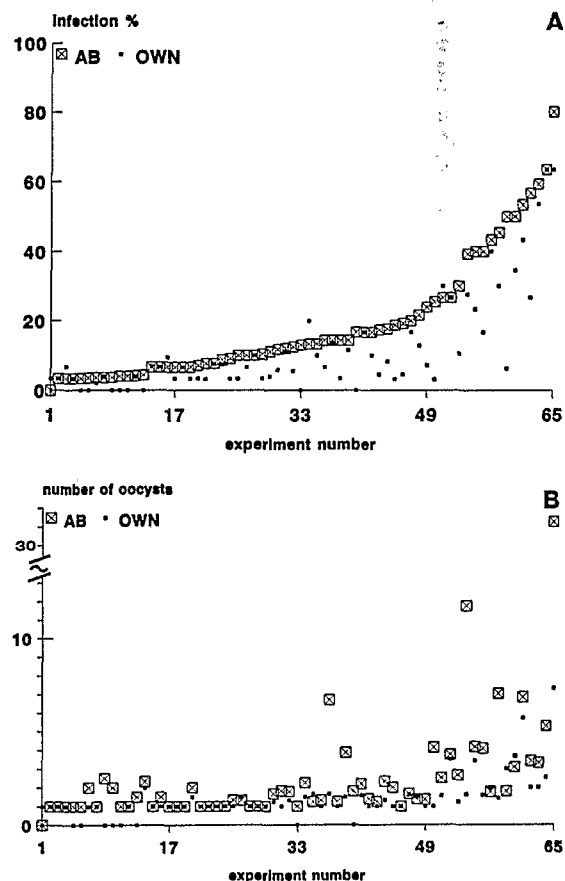 infection %
A
100
AB OWN
80
60
40
20
0
1 17 33 49 65
experiment number
number of oocysts
B
AB OWN
30
10
0
1 17 33 49 65
experiment number